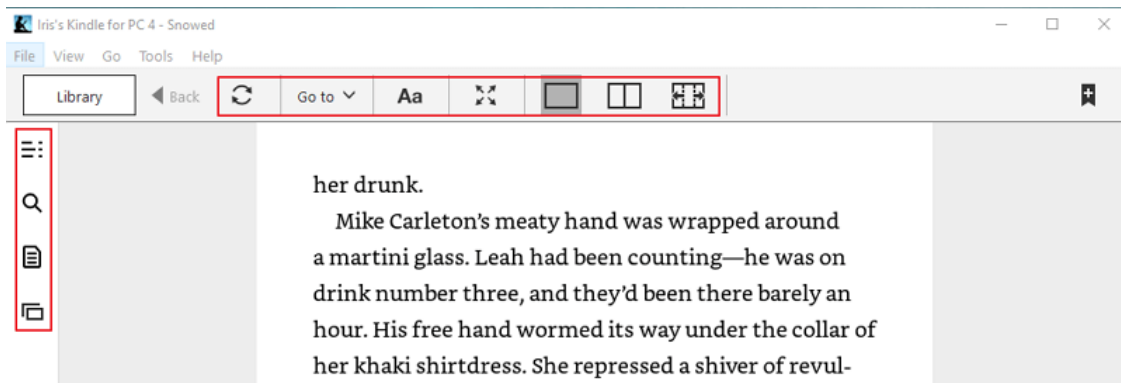 Iris's Kindle for PC 4 - Snowed
File View Go Tools Help
Library Back Go to Aa
her drunk.
Mike Carleton's meaty hand was wrapped around
a martini glass. Leah had been counting—he was on
drink number three, and they'd been there barely an
hour. His free hand wormed its way under the collar of
her khaki shirtdress. She repressed a shiver of revul-